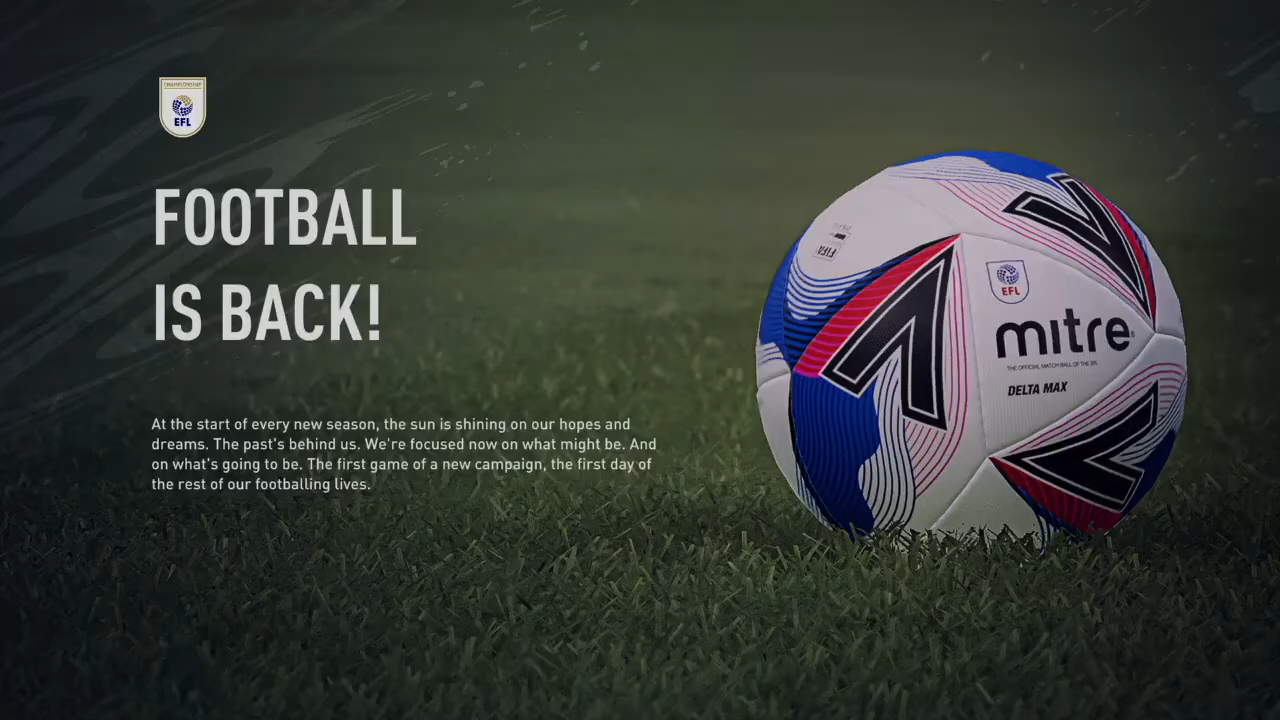 CHAMPIONSHIP
EFL
FOOTBALL
IS BACK!
At the start of every new season, the sun is shining on our hopes and
dreams. The past's behind us. We're focused now on what might be. And
on what's going to be. The first game of a new campaign, the first day of
the rest of our footballing lives.
FIFA
EFL
mitre
THE OFFICIAL MATCH BALL OF THE EFL
DELTA MAX